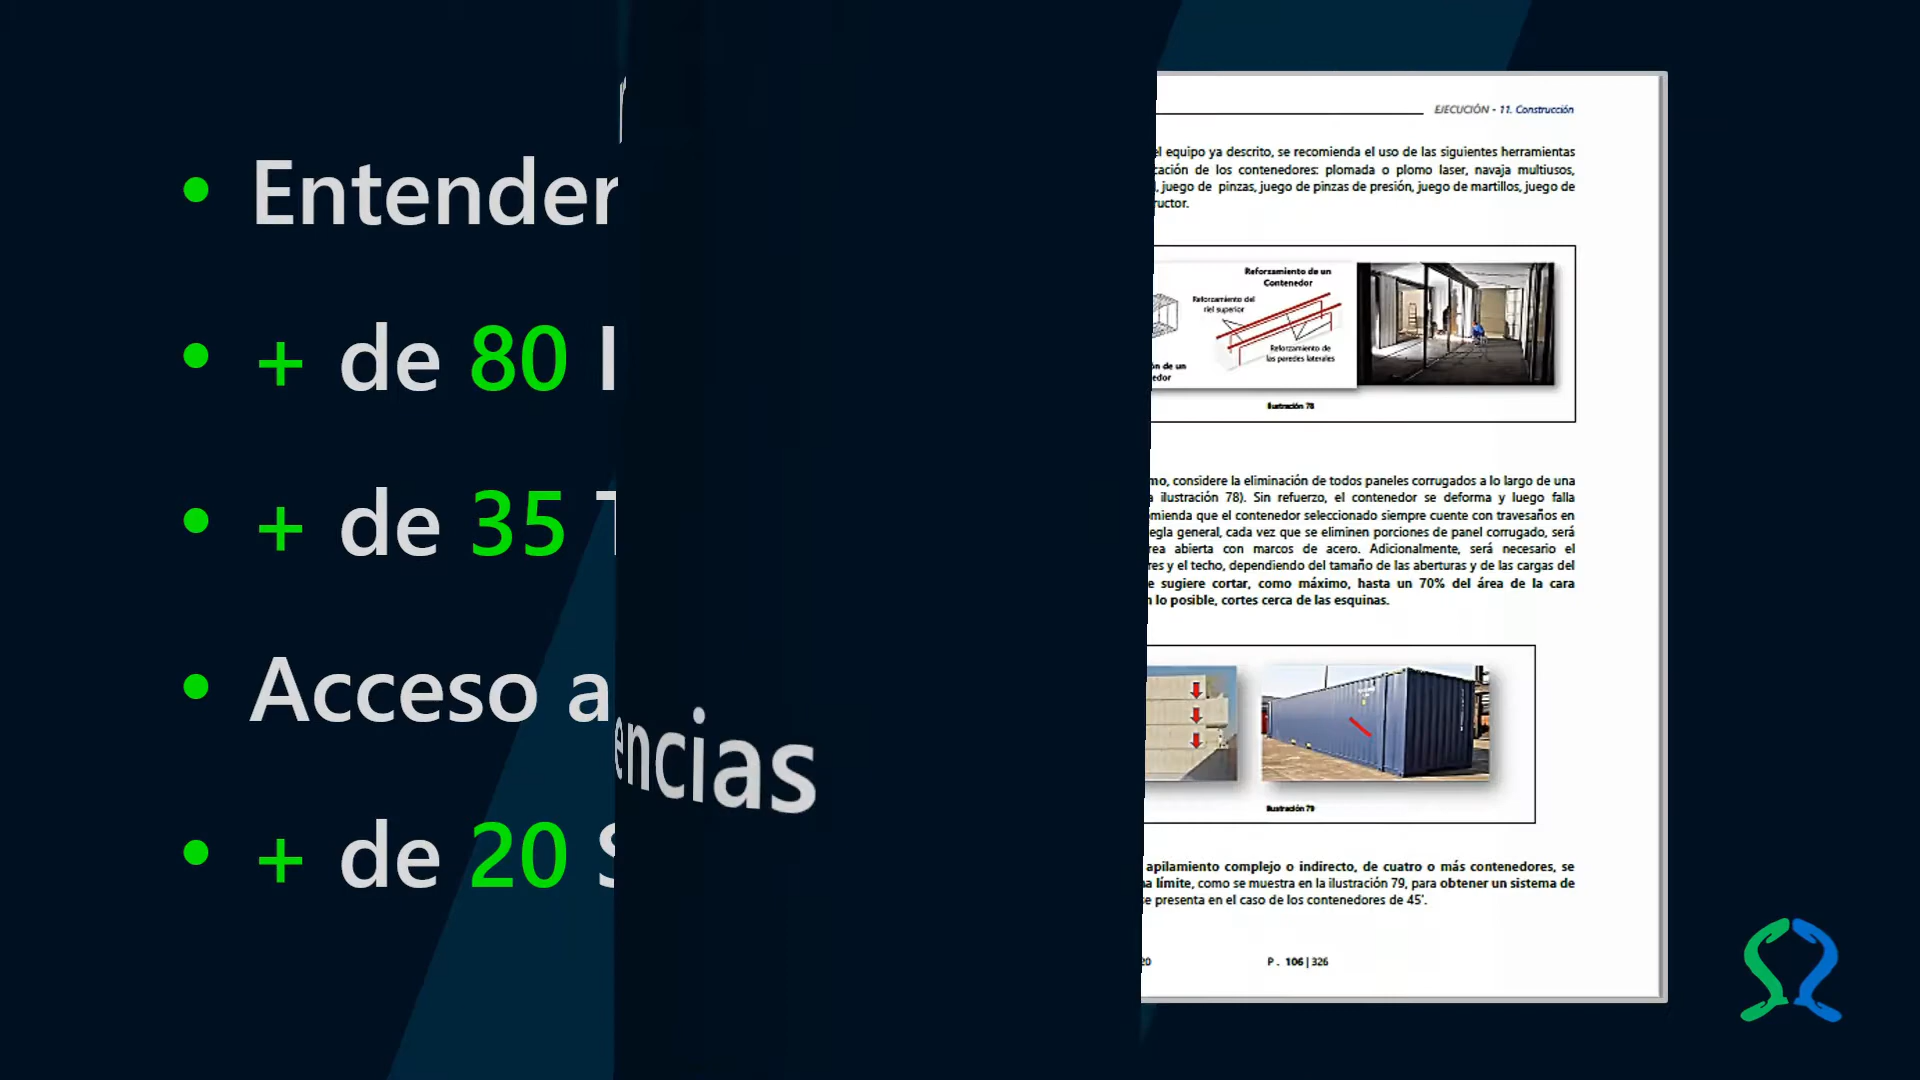 • Entender
• + de 80
• + de 35
• Acceso a
• + de 20
encias
EJECUCIÓN - 11. Construcción
el equipo ya descrito, se recomienda el uso de las siguientes herramientas
cación de los contenedores: plomada o plomo laser, navaja multiusos,
, juego de pinzas, juego de pinzas de presión, juego de martillos, juego de
ructor.
Reforzamiento de un
Contenedor
Reforzamiento del
riel superior
Reforzamiento de
las paredes laterales
ón de un
edor
Ilustración 78
mo, considere la eliminación de todos paneles corrugados a lo largo de una
a ilustración 78). Sin refuerzo, el contenedor se deforma y luego falla
omienda que el contenedor seleccionado siempre cuente con travesaños en
regla general, cada vez que se eliminen porciones de panel corrugado, será
rea abierta con marcos de acero. Adicionalmente, será necesario el
res y el techo, dependiendo del tamaño de las aberturas y de las cargas del
e sugiere cortar, como máximo, hasta un 70% del área de la cara
n lo posible, cortes cerca de las esquinas.
Ilustración 79
apilamiento complejo o indirecto, de cuatro o más contenedores, se
na límite, como se muestra en la ilustración 79, para obtener un sistema de
se presenta en el caso de los contenedores de 45'.
20
P. 106 | 326